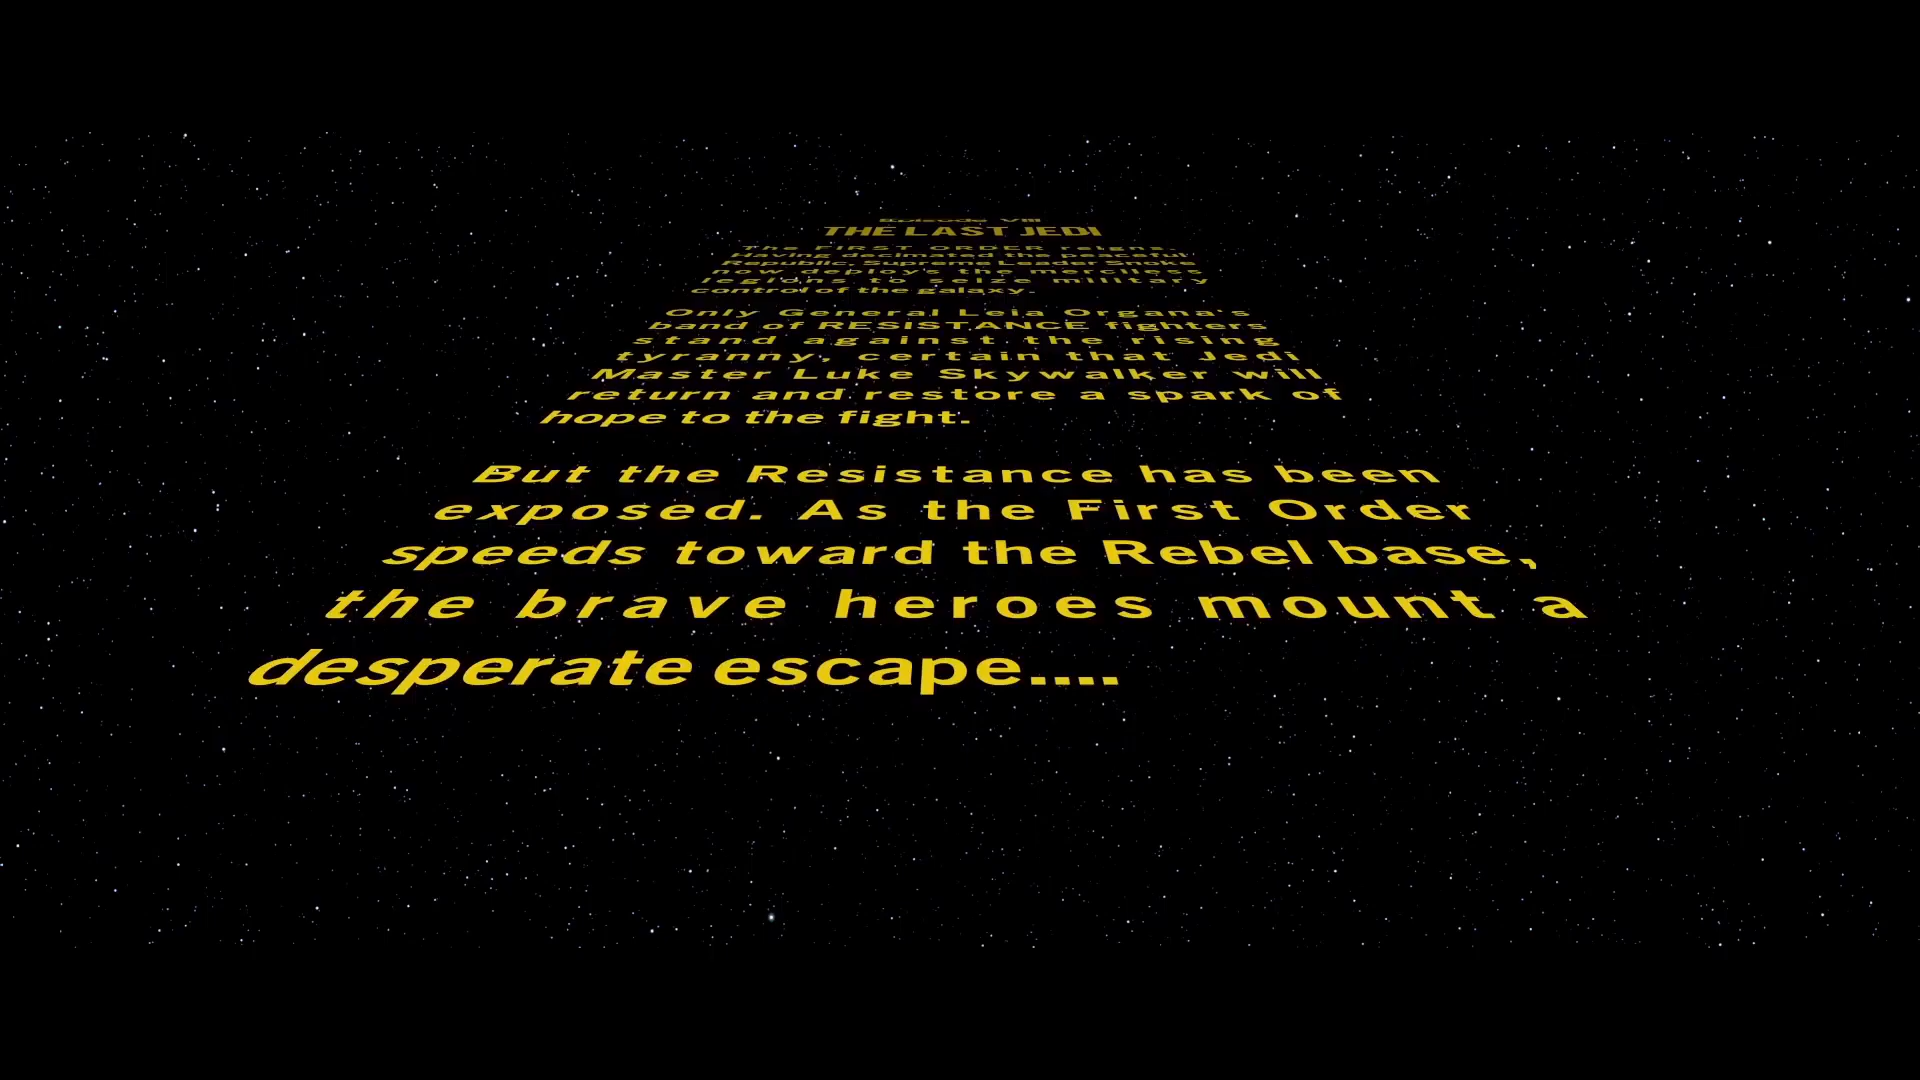 Episode VIII
THE LAST JEDI
The FIRST ORDER reigns.
Having decimated the peaceful
Republic, Supreme Leader Snoke
now deploys the merciless
legions to seize military
control of the galaxy.
Only General Leia Organa's
band of RESISTANCE fighters
stand against the rising
tyranny, certain that Jedi
Master Luke Skywalker will
return and restore a spark of
hope to the fight.
But the Resistance has been
exposed. As the First Order
speeds toward the Rebel base,
the brave heroes mount a
desperate escape....